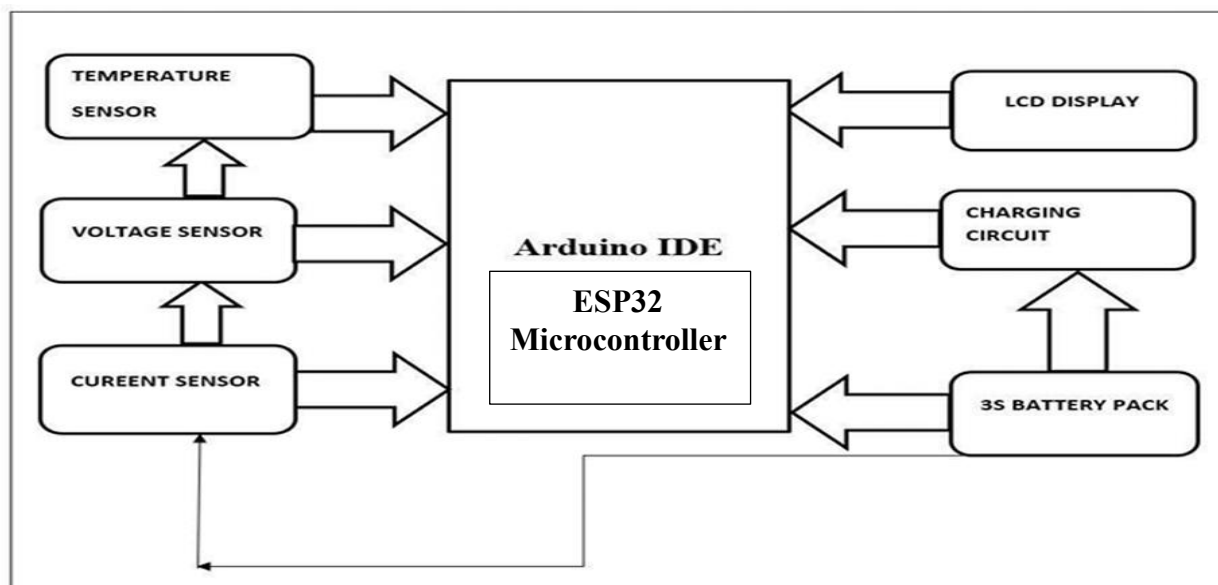 TEMPERATURE
SENSOR
VOLTAGE SENSOR
CUREENT SENSOR
Arduino IDE
ESP32
Microcontroller
LCD DISPLAY
CHARGING
CIRCUIT
3S BATTERY PACK